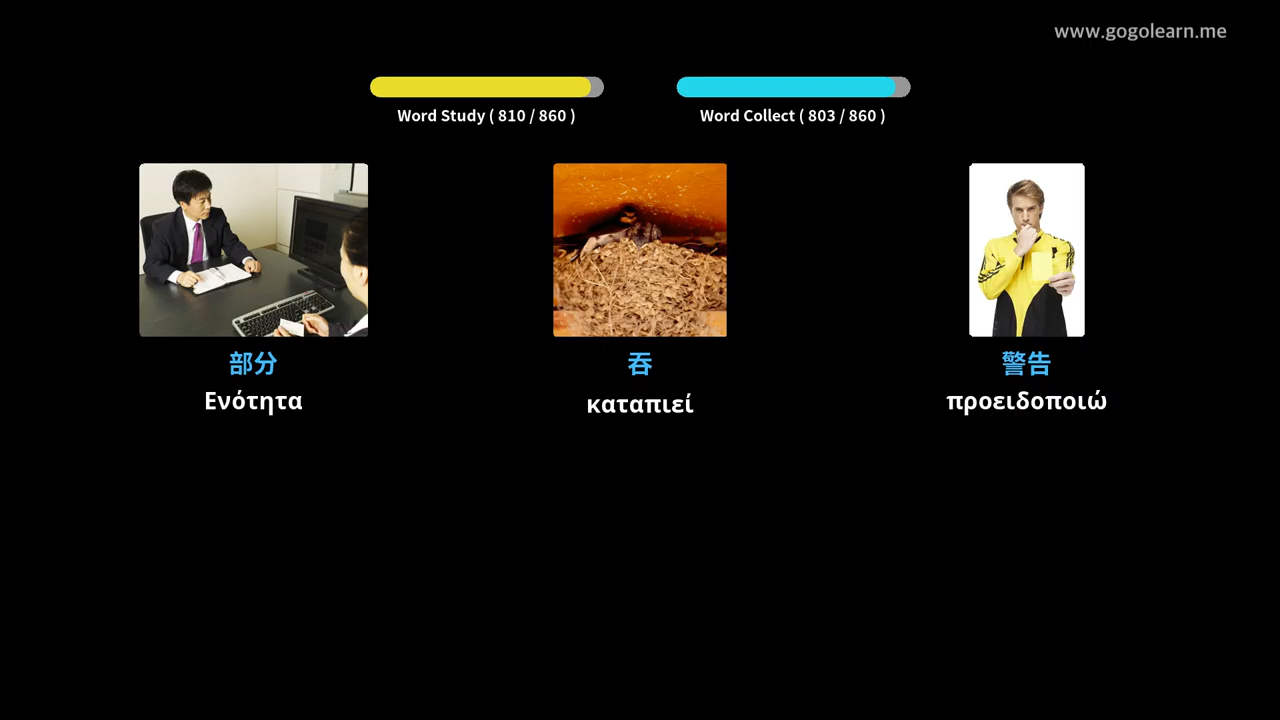 www.gogolearn.me
Word Study ( 810 / 860 )
Word Collect ( 803 / 860 )
部分
吞
警告
Ενότητα
καταπιεί
προειδοποιώ